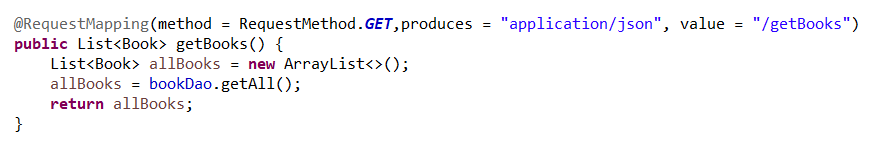 @RequestMapping(method = RequestMethod.GET,produces = "application/json", value = "/getBooks")
public List<Book> getBooks() {
    List<Book> allBooks = new ArrayList<>();
    allBooks = bookDao.getAll();
    return allBooks;
}